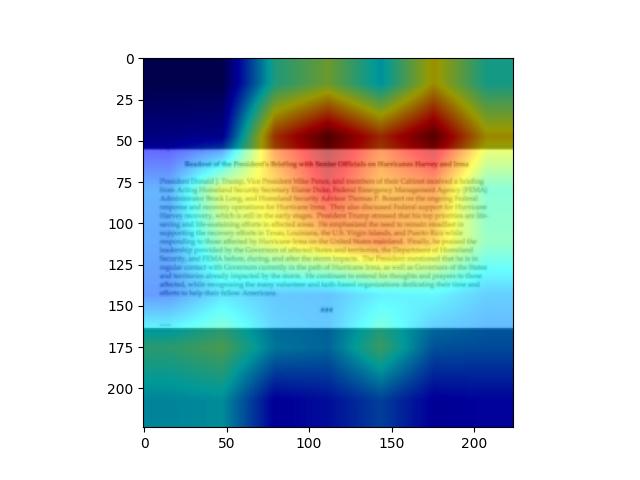 0
25
50
75
100
125
150
175
200
0 50 100 150 200
Readout of the President's Briefing with Senior Officials on Hurricanes Harvey and Irma
President Donald J. Trump, Vice President Mike Pence, and members of their Cabinet received a briefing
from Acting Homeland Security Secretary Elaine Duke, Federal Emergency Management Agency (FEMA)
Administrator Brock Long, and Homeland Security Advisor Thomas P. Bossert on the ongoing Federal
response and recovery operations for Hurricane Irma. They also discussed Federal support for Hurricane
Harvey recovery, which is still in the early stages. President Trump stressed that his top priorities are life-
saving and life-sustaining efforts in affected areas. He emphasized the need to remain steadfast in
supporting the recovery efforts in Texas, Louisiana, the U.S. Virgin Islands, and Puerto Rico while
responding to those affected by Hurricane Irma on the United States mainland. Finally, he praised the
leadership provided by the Governors of affected states and territories, the Department of Homeland
Security, and FEMA before, during, and after the storm impacts. The President mentioned that he is in
regular contact with Governors currently in the path of Hurricane Irma, as well as Governors of the States
and territories already impacted by the storm. He continues to extend his thoughts and prayers to those
affected, while recognizing the many volunteer and faith-based organizations dedicating their time and
efforts to help their fellow Americans.
###